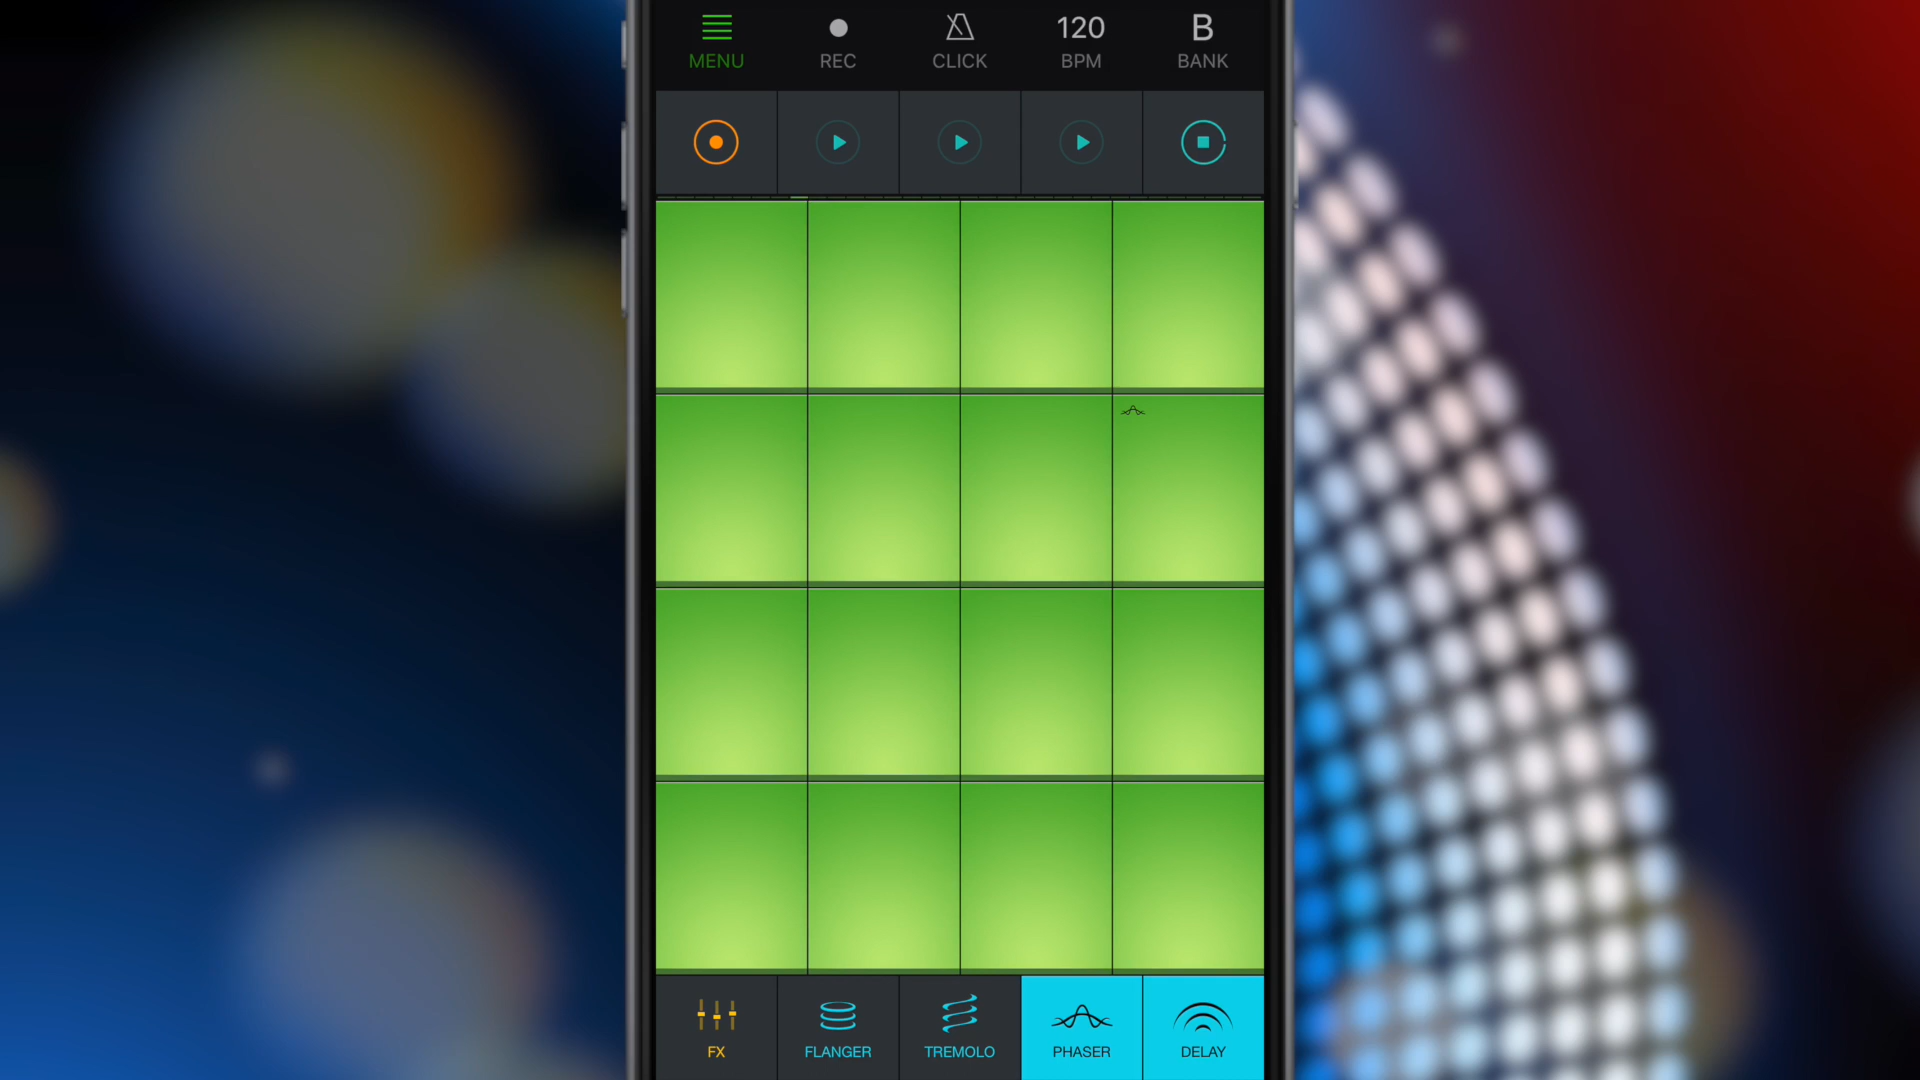 MENU
REC
CLICK
120
BPM
B
BANK
FX
FLANGER
TREMOLO
PHASER
DELAY